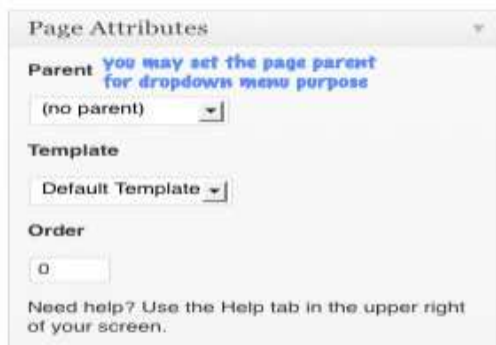 Page Attributes
Parent you may set the page parent
for dropdown menu purpose
(no parent)
Template
Default Template
Order
0
Need help? Use the Help tab in the upper right
of your screen.